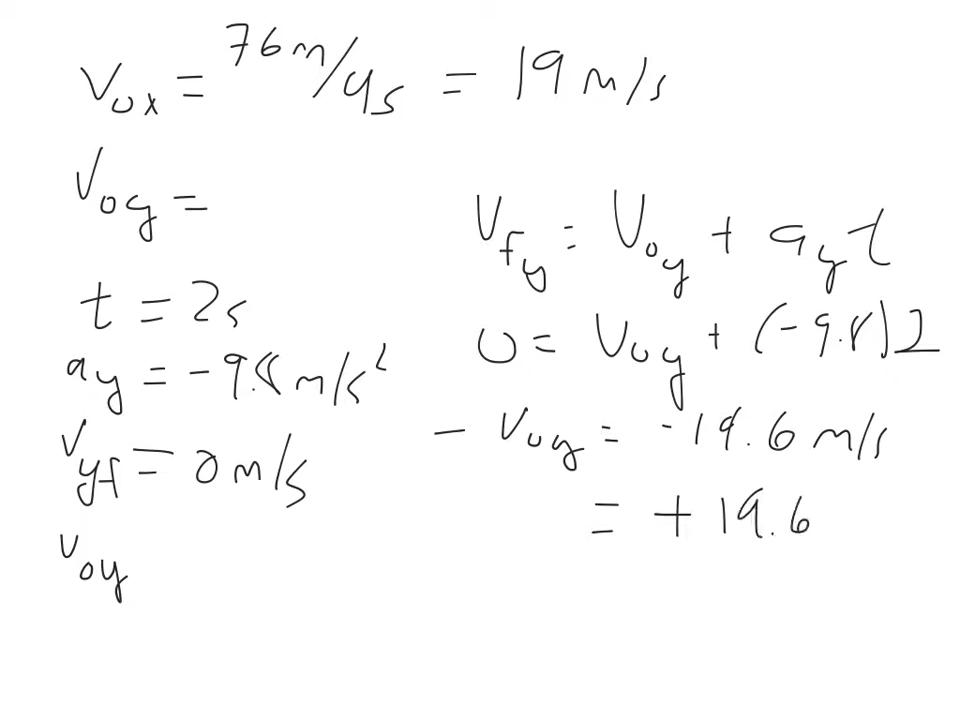 Vox = 76m/4s = 19 m/s
Voy =
t = 2s
ay = -9.8 m/s²
Vyf = 0 m/s
Voy
Vfy = Voy + ayt
0 = Voy + (-9.8)2
- Voy = -19.6 m/s
= + 19.6